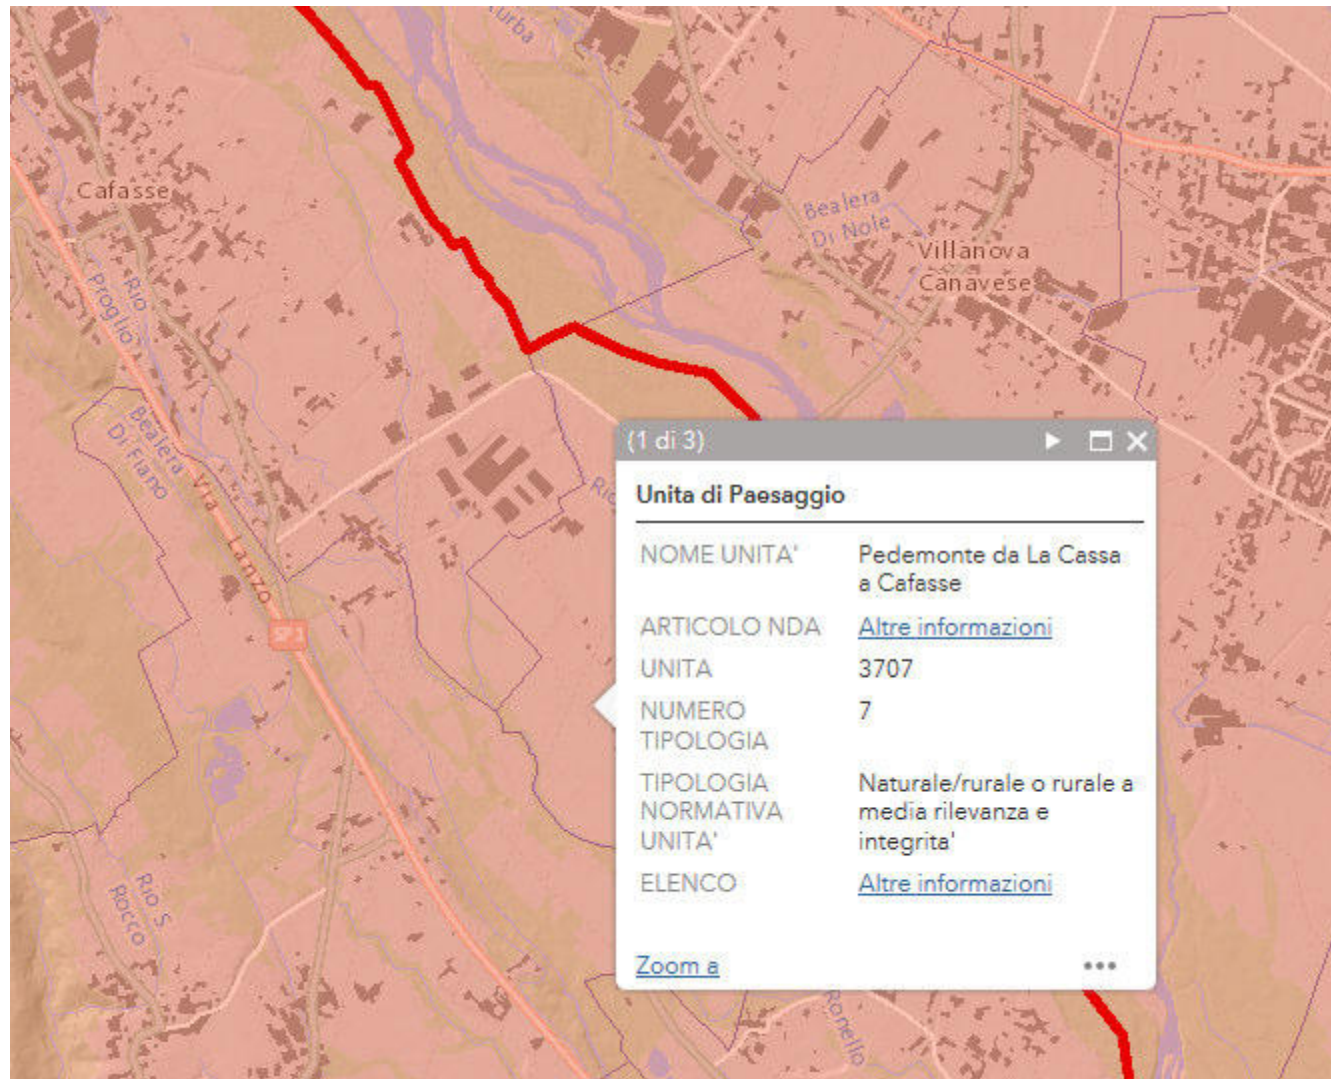 urba
Cafasse
Bealera
Di Nole
Villanova
Canavese
Rio
Proglio
Bealera
Di Fiano
Via Lanzo
SP1
Rio S.
Rocco
Ronello
(1 di 3)
Unita di Paesaggio
NOME UNITA' Pedemonte da La Cassa
a Cafasse
ARTICOLO NDA Altre informazioni
UNITA 3707
NUMERO 7
TIPOLOGIA
TIPOLOGIA Naturale/rurale o rurale a
NORMATIVA media rilevanza e
UNITA' integrita'
ELENCO Altre informazioni
Zoom a